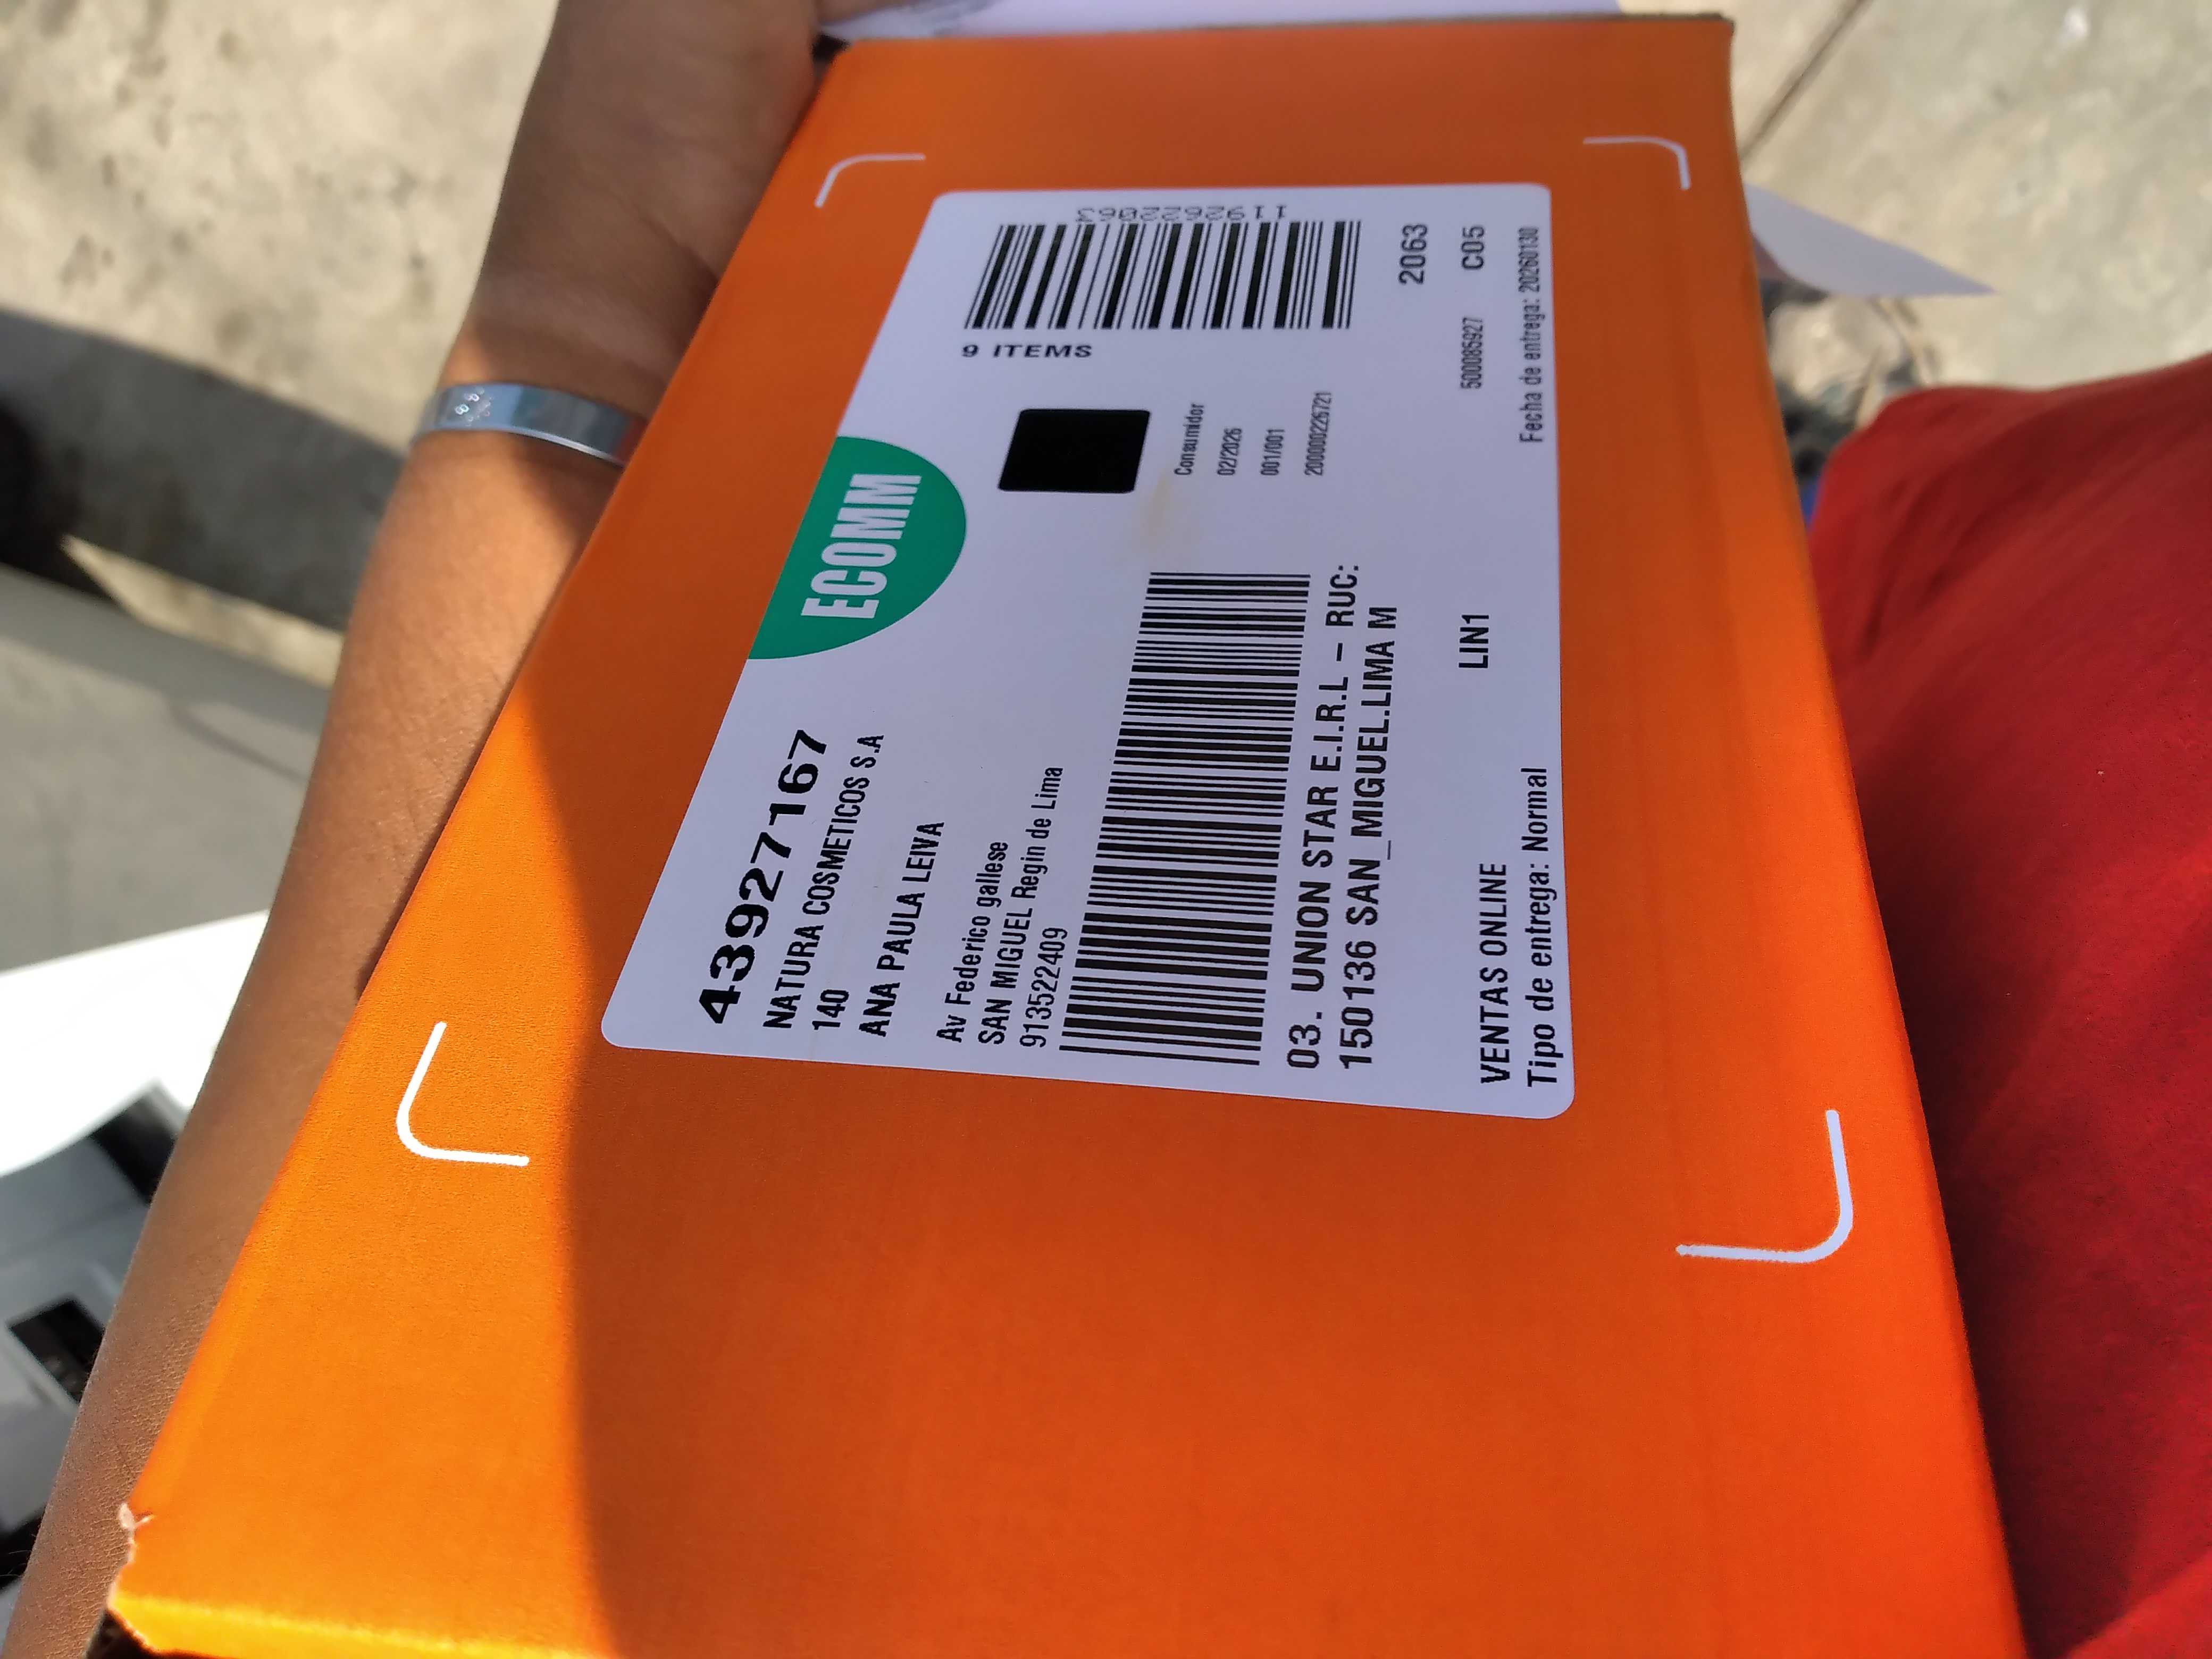 43927167
NATURA COSMETICOS S.A
140
ANA PAULA LEIVA
ECOMM
Av Federico gallese
SAN MIGUEL Regin de Lima
913522409
9 ITEMS
Consumidor
02/2026
001/001
200000226721
03. UNION STAR E.I.R.L – RUC:
150136 SAN_MIGUEL.LIMA M
2063
VENTAS ONLINE
LIN1
500085927
C05
Tipo de entrega: Normal
Fecha de entrega: 20260130